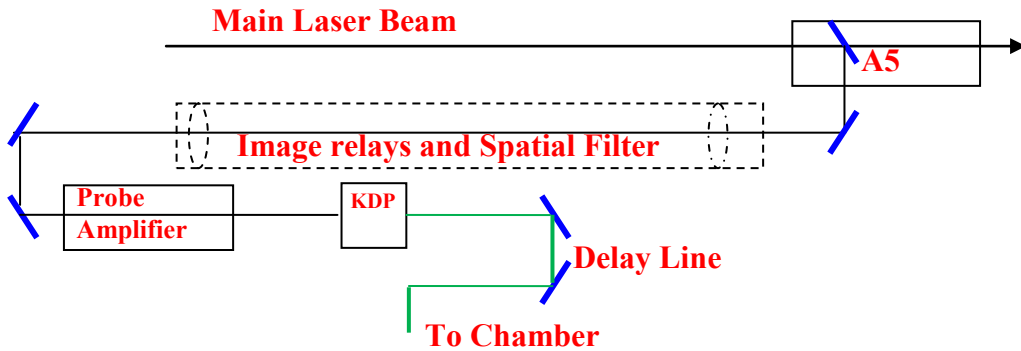 Main Laser Beam
A5
Image relays and Spatial Filter
Probe
Amplifier
KDP
Delay Line
To Chamber